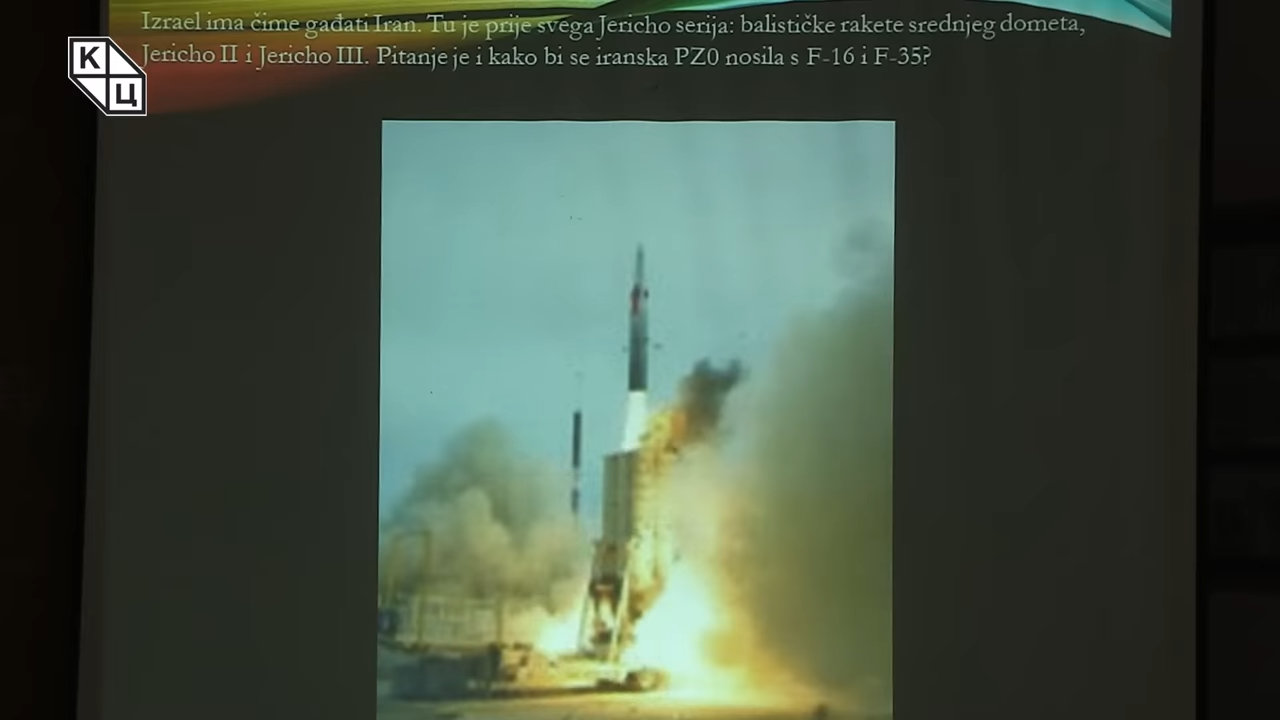 Izrael ima čime gađati Iran. Tu je prije svega Jericho serija: balističke rakete srednjeg dometa,
Jericho II i Jericho III. Pitanje je i kako bi se iranska PZ0 nosila s F-16 i F-35?
К
Ц